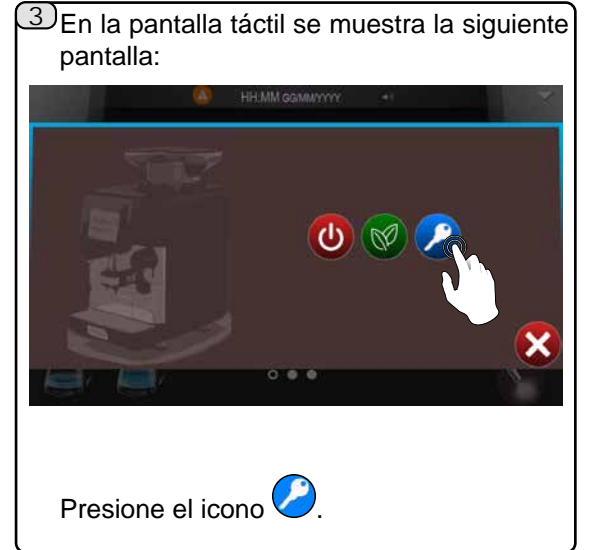 3
En la pantalla táctil se muestra la siguiente
pantalla:
HH:MM GG/MM/YYYY
Presione el icono .